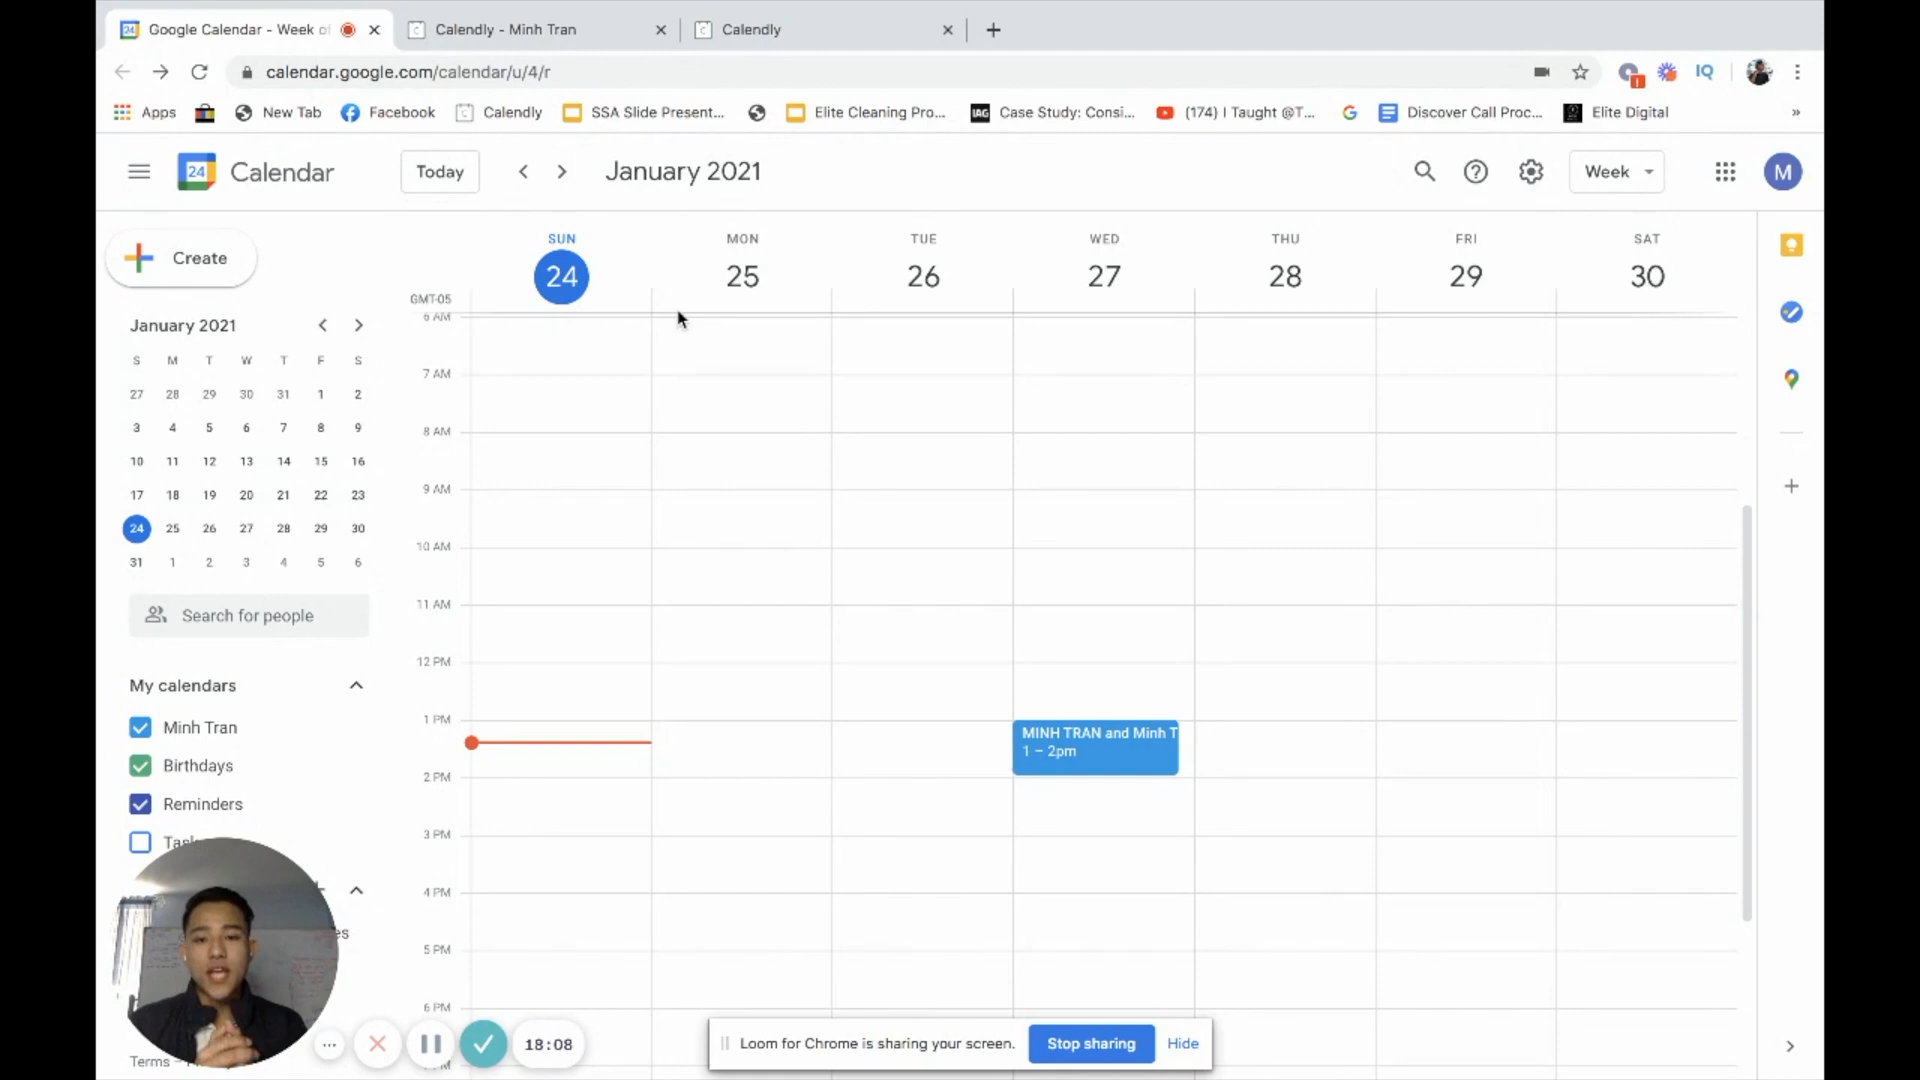 Google Calendar - Week of
Calendly - Minh Tran
Calendly
calendar.google.com/calendar/u/4/r
IQ
Apps
New Tab
Facebook
Calendly
SSA Slide Present...
Elite Cleaning Pro...
IAG
Case Study: Consi...
(174) I Taught @T...
Discover Call Proc...
Elite Digital
»
24
Calendar
Today
January 2021
Week
M
Create
SUN MON TUE WED THU FRI SAT
24 25 26 27 28 29 30
GMT-05
January 2021
S M T W T F S
27 28 29 30 31 1 2
3 4 5 6 7 8 9
10 11 12 13 14 15 16
17 18 19 20 21 22 23
24 25 26 27 28 29 30
31 1 2 3 4 5 6
Search for people
My calendars
Minh Tran
Birthdays
Reminders
Task
es
Terms –
6 AM
7 AM
8 AM
9 AM
10 AM
11 AM
12 PM
1 PM
MINH TRAN and Minh T
1 – 2pm
2 PM
3 PM
4 PM
5 PM
6 PM
18:08
Loom for Chrome is sharing your screen.
Stop sharing
Hide